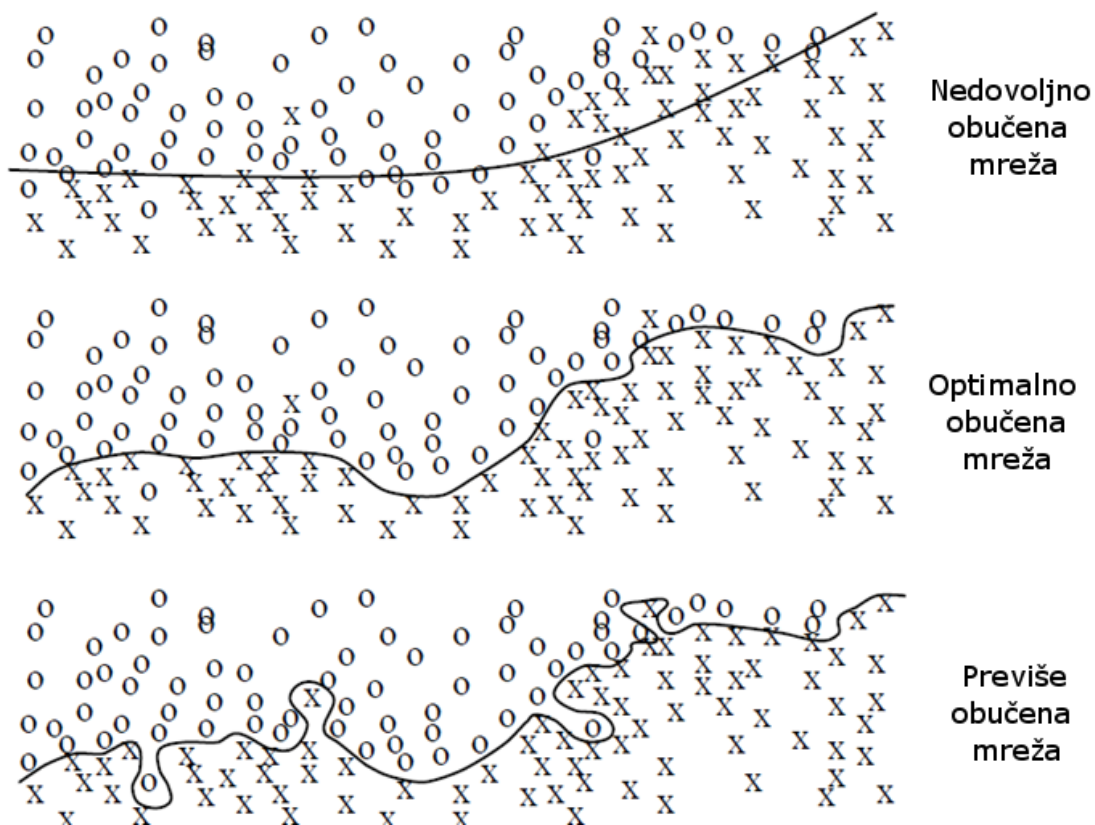 Nedovoljno
obučena
mreža
Optimalno
obučena
mreža
Previše
obučena
mreža